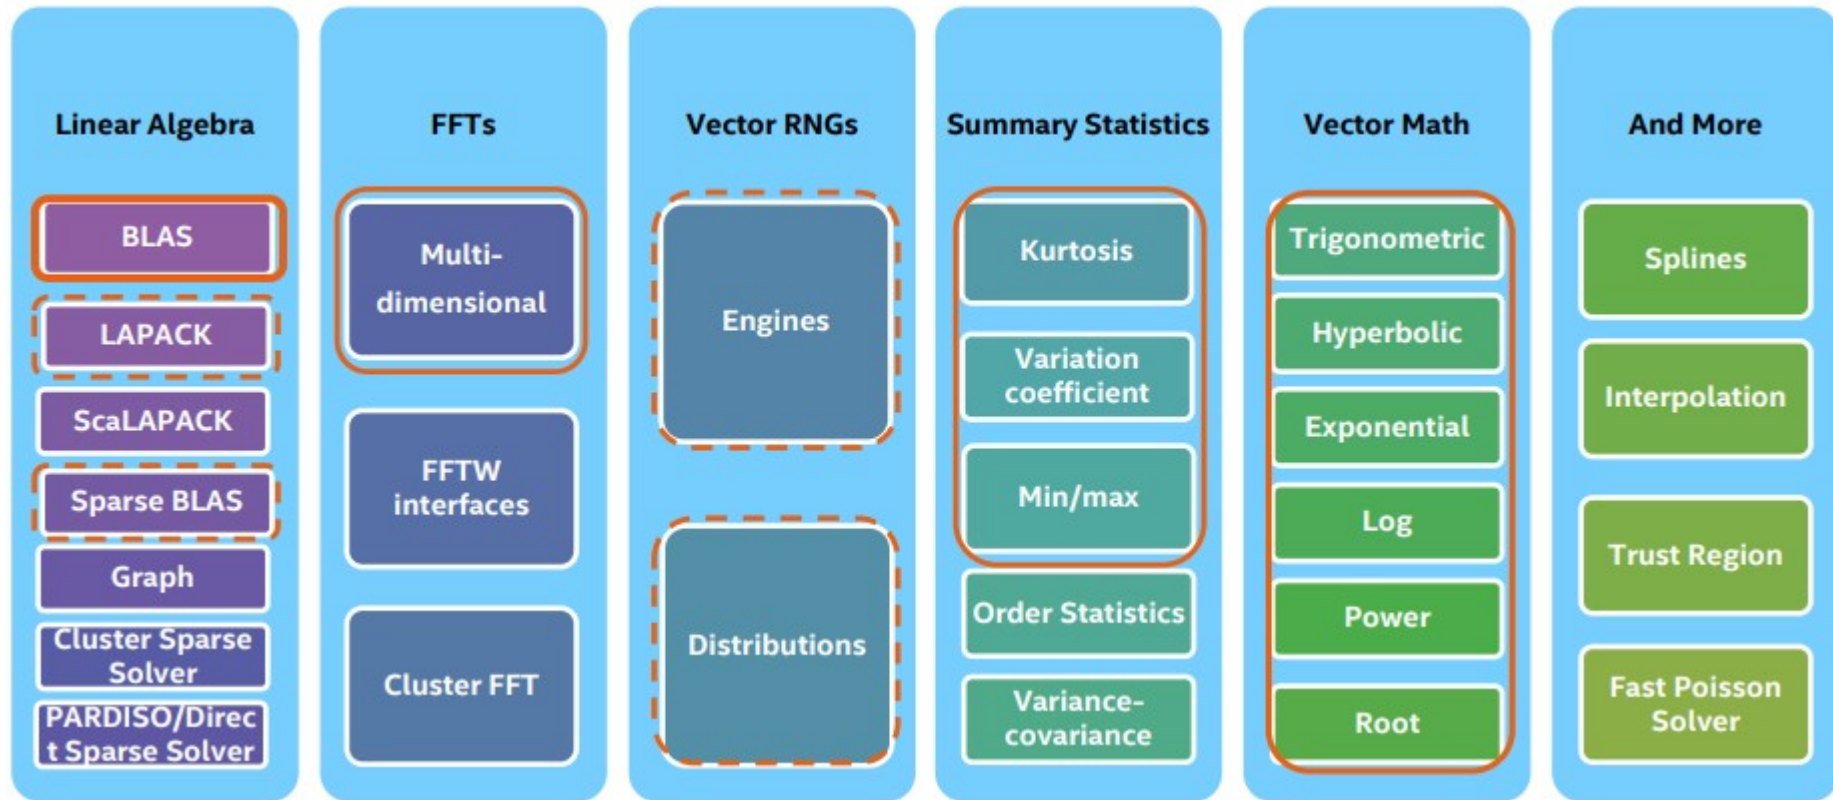 Linear Algebra
BLAS
LAPACK
ScaLAPACK
Sparse BLAS
Graph
Cluster Sparse
Solver
PARDISO/Direc
t Sparse Solver
FFTs
Multi-
dimensional
FFTW
interfaces
Cluster FFT
Vector RNGs
Engines
Distributions
Summary Statistics
Kurtosis
Variation
coefficient
Min/max
Order Statistics
Variance-
covariance
Vector Math
Trigonometric
Hyperbolic
Exponential
Log
Power
Root
And More
Splines
Interpolation
Trust Region
Fast Poisson
Solver